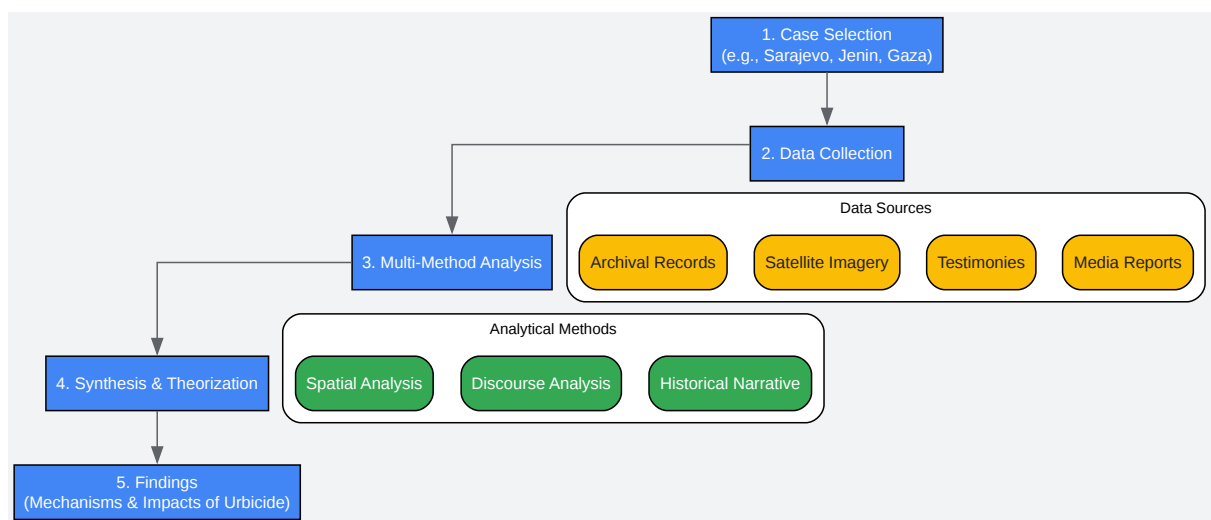 1. Case Selection
(e.g., Sarajevo, Jenin, Gaza)
2. Data Collection
Data Sources
3. Multi-Method Analysis
Archival Records
Satellite Imagery
Testimonies
Media Reports
Analytical Methods
4. Synthesis & Theorization
Spatial Analysis
Discourse Analysis
Historical Narrative
5. Findings
(Mechanisms & Impacts of Urbicide)